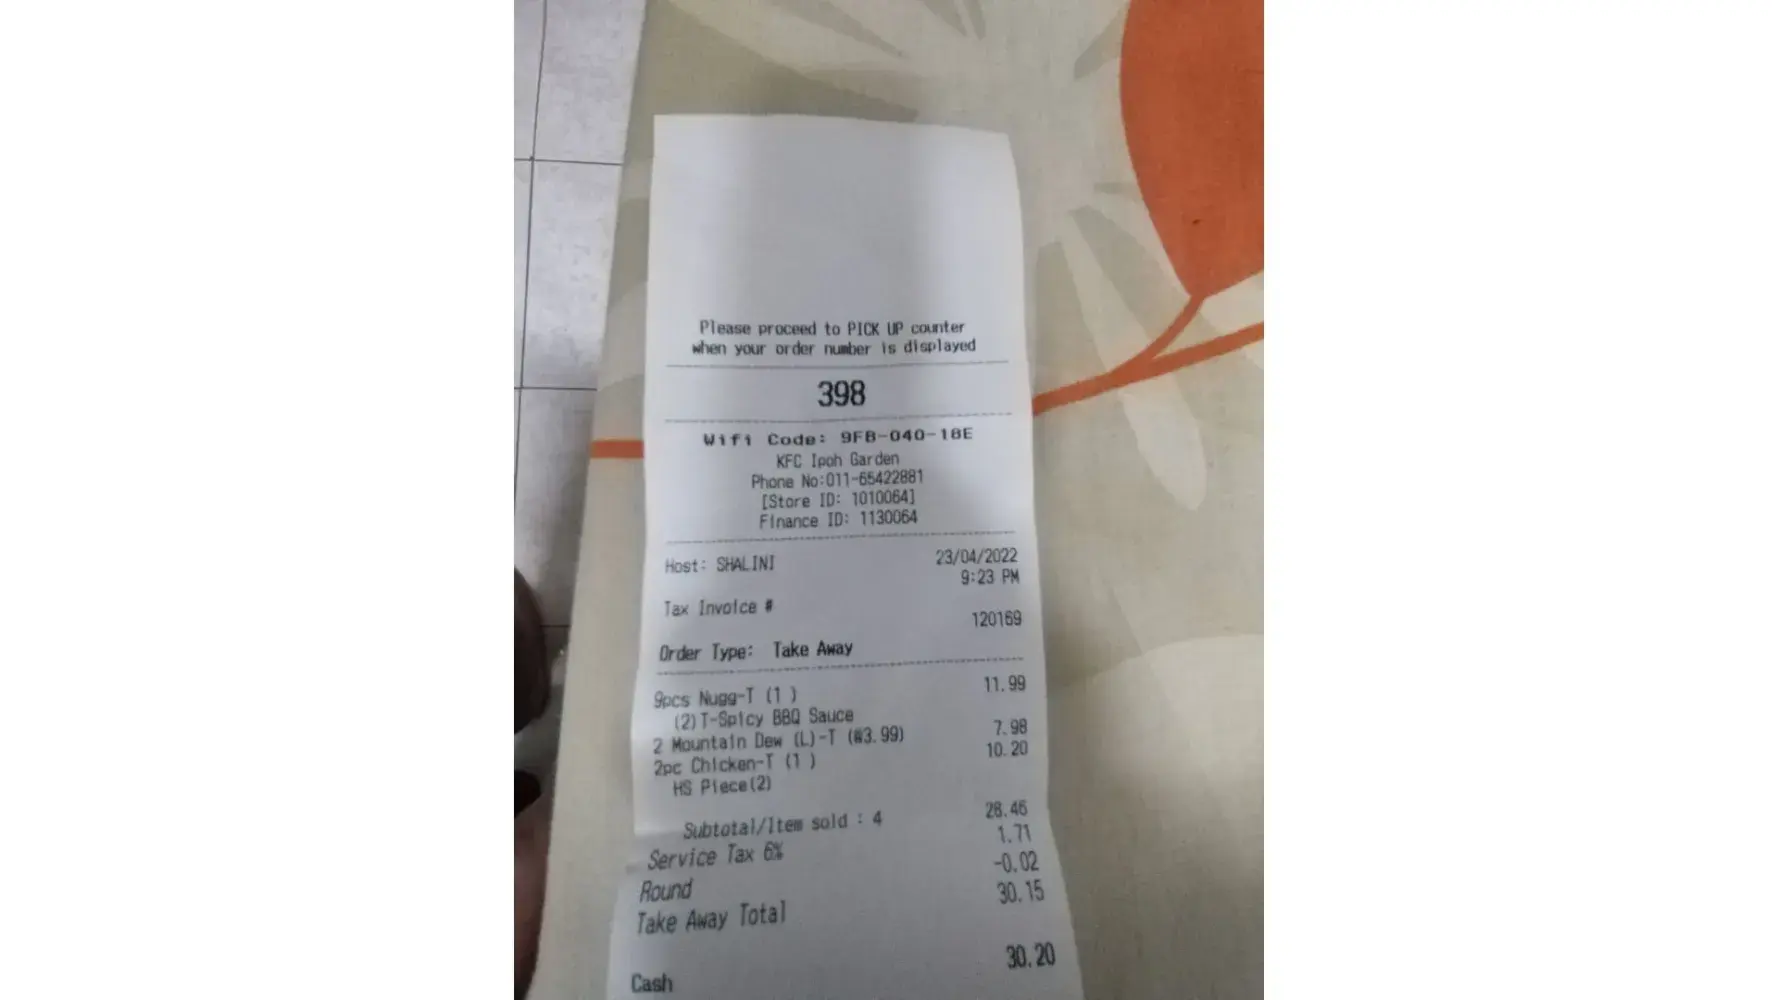 Please proceed to PICK UP counter
when your order number is displayed
398
Wifi Code: 9FB-040-18E
KFC Ipoh Garden
Phone No:011-65422881
[Store ID: 1010064]
Finance ID: 1130064
Host: SHALINI 23/04/2022
9:23 PM
Tax Invoice #
120169
Order Type: Take Away
9pcs Nugg-T (1 ) 11.99
(2)T-Spicy BBQ Sauce
2 Mountain Dew (L)-T (@3.99) 7.98
2pc Chicken-T (1 ) 10.20
HS Piece(2)
Subtotal/Item sold : 4 28.46
Service Tax 6% 1.71
Round -0.02
Take Away Total 30.15
Cash 30.20